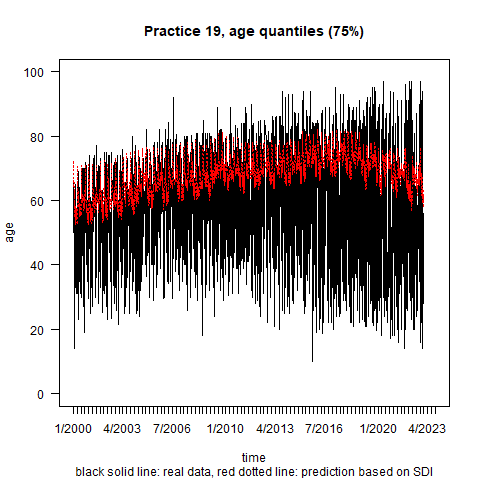 Practice 19, age quantiles (75%)
100
80
60
40
20
0
age
1/2000 4/2003 7/2006 1/2010 4/2013 7/2016 1/2020 4/2023
time
black solid line: real data, red dotted line: prediction based on SDI